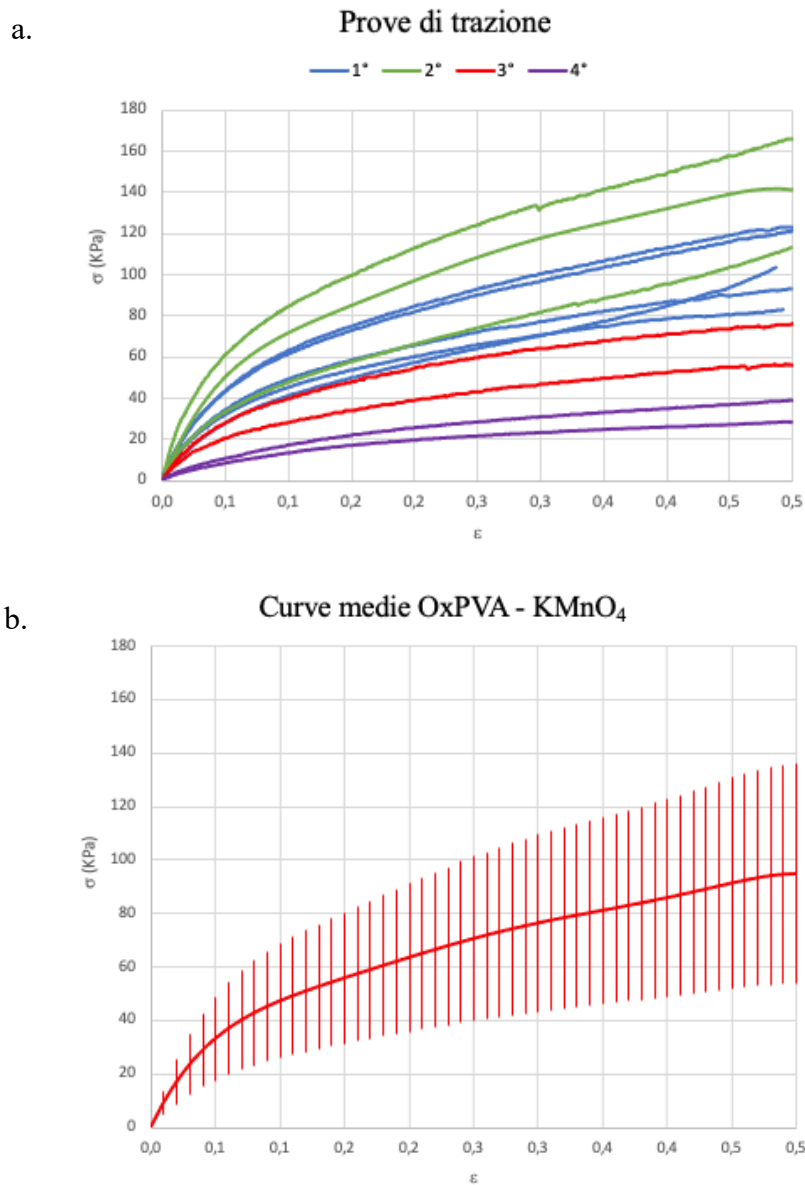 a.
Prove di trazione
1° 2° 3° 4°
180
160
140
120
100
80
60
40
20
0
σ (KPa)
0,0 0,1 0,1 0,2 0,2 0,3 0,3 0,4 0,4 0,5 0,5
ε
b.
Curve medie OxPVA - KMnO₄
180
160
140
120
100
80
60
40
20
0
σ (KPa)
0,0 0,1 0,1 0,2 0,2 0,3 0,3 0,4 0,4 0,5 0,5
ε